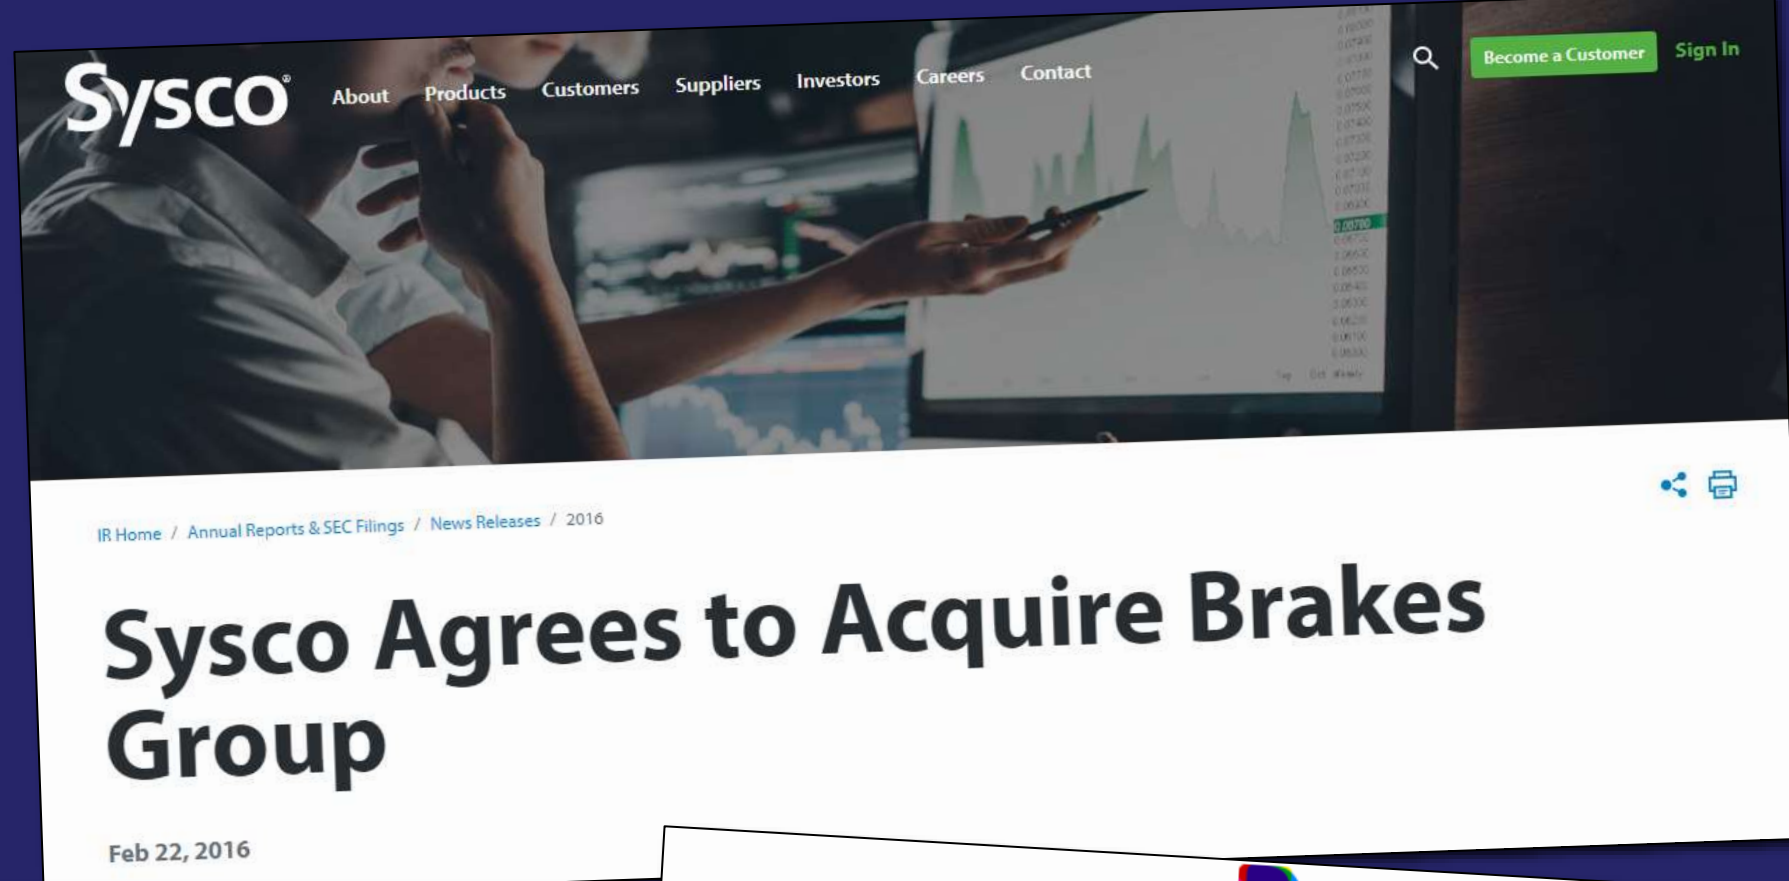 Sysco®
About Products Customers Suppliers Investors Careers Contact
Become a Customer Sign In
IR Home / Annual Reports & SEC Filings / News Releases / 2016
Sysco Agrees to Acquire Brakes
Group
Feb 22, 2016